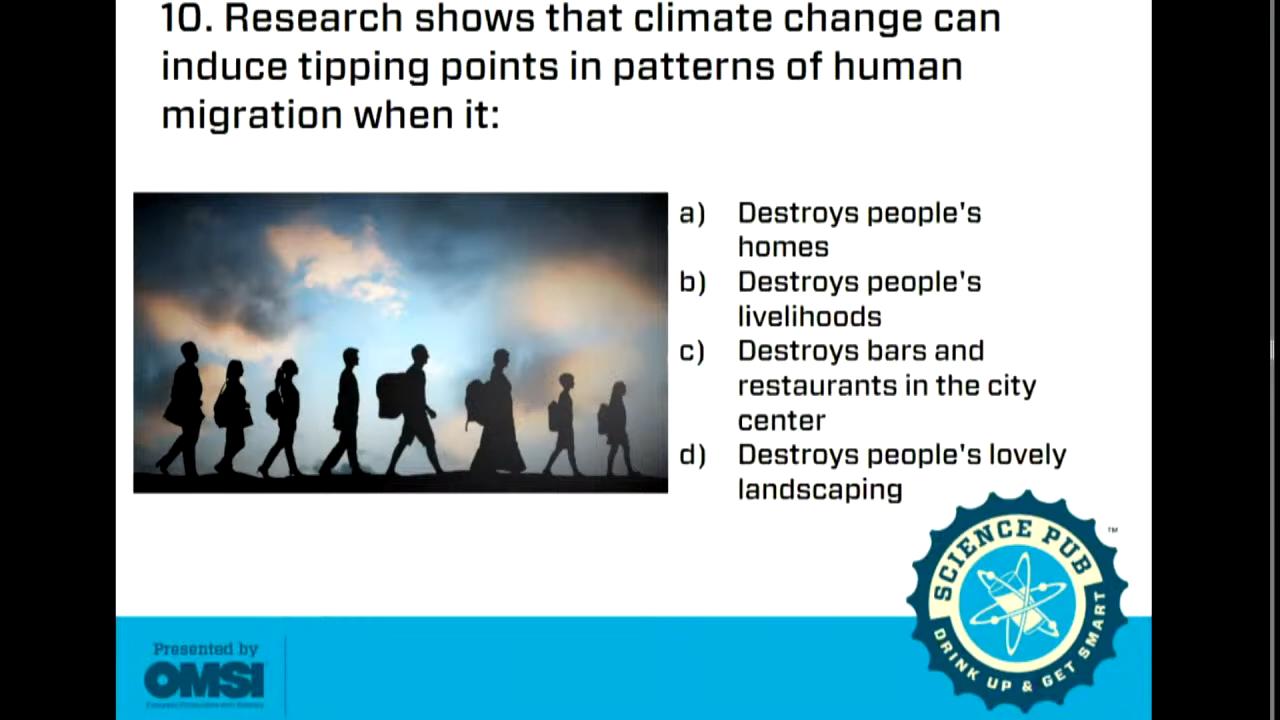 10. Research shows that climate change can
induce tipping points in patterns of human
migration when it:
a) Destroys people's
homes
b) Destroys people's
livelihoods
c) Destroys bars and
restaurants in the city
center
d) Destroys people's lovely
landscaping
SCIENCE PUB
TM
DRINK UP & GET SMART
Presented by
OMSI